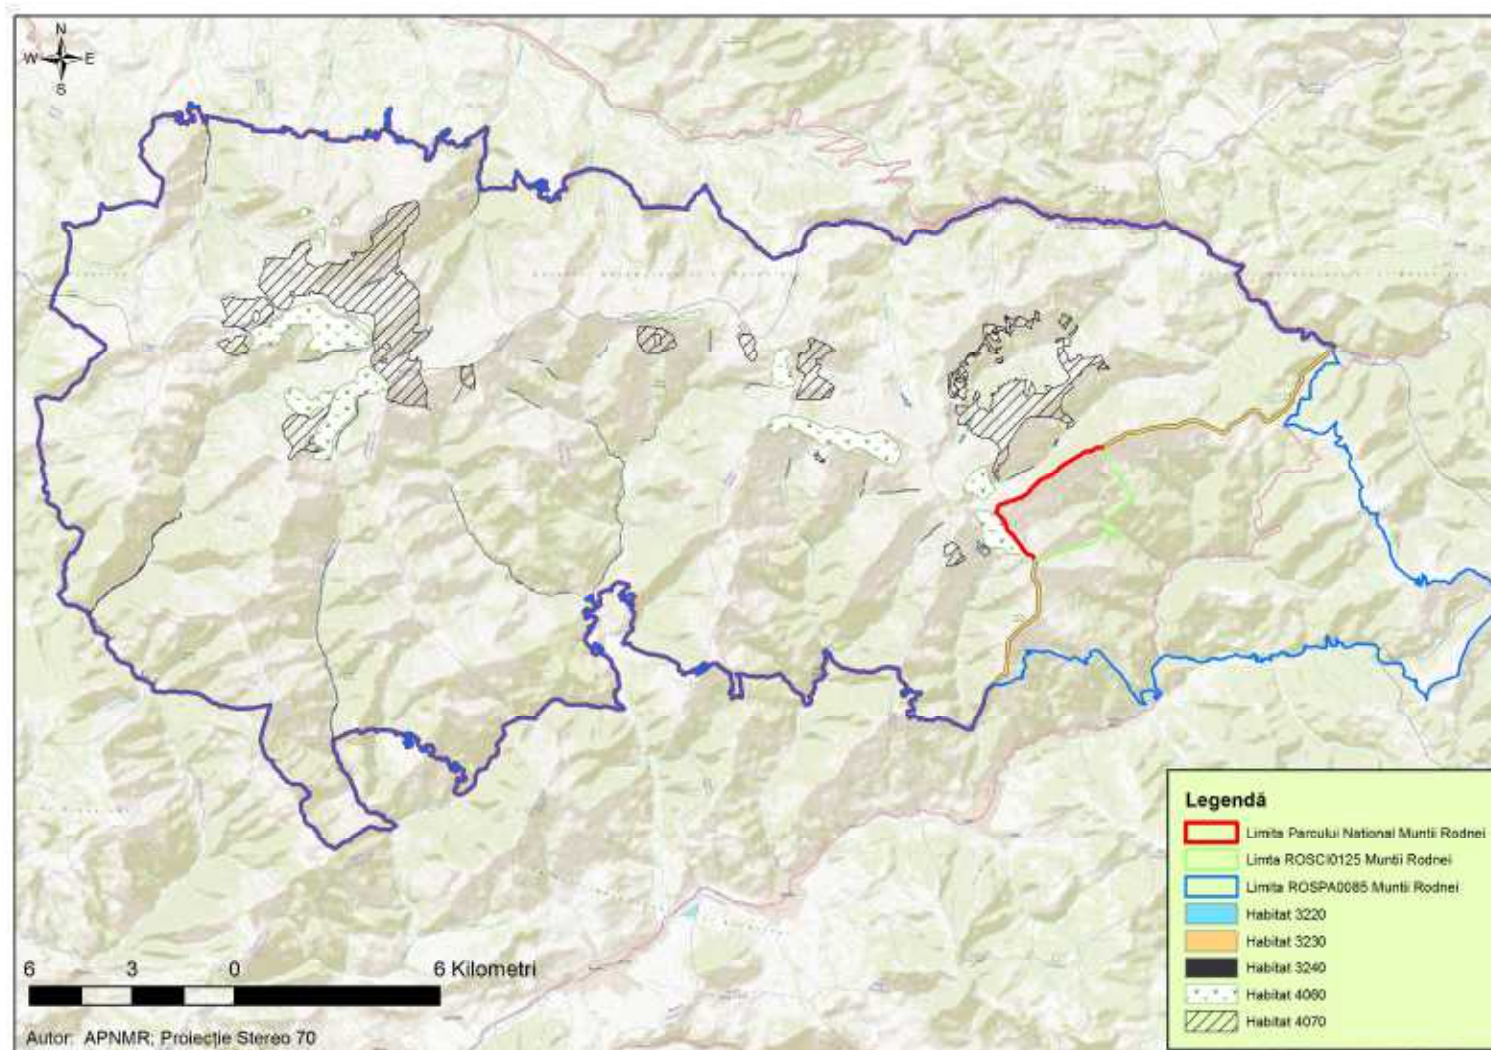 N
W E
S
Legendă
Limita Parcului National Muntii Rodnei
Limta ROSCI0125 Muntii Rodnei
Limita ROSPA0085 Muntii Rodnei
Habitat 3220
Habitat 3230
Habitat 3240
Habitat 4060
Habitat 4070
6 3 0 6 Kilometri
Autor: APNMR; Proiecție Stereo 70